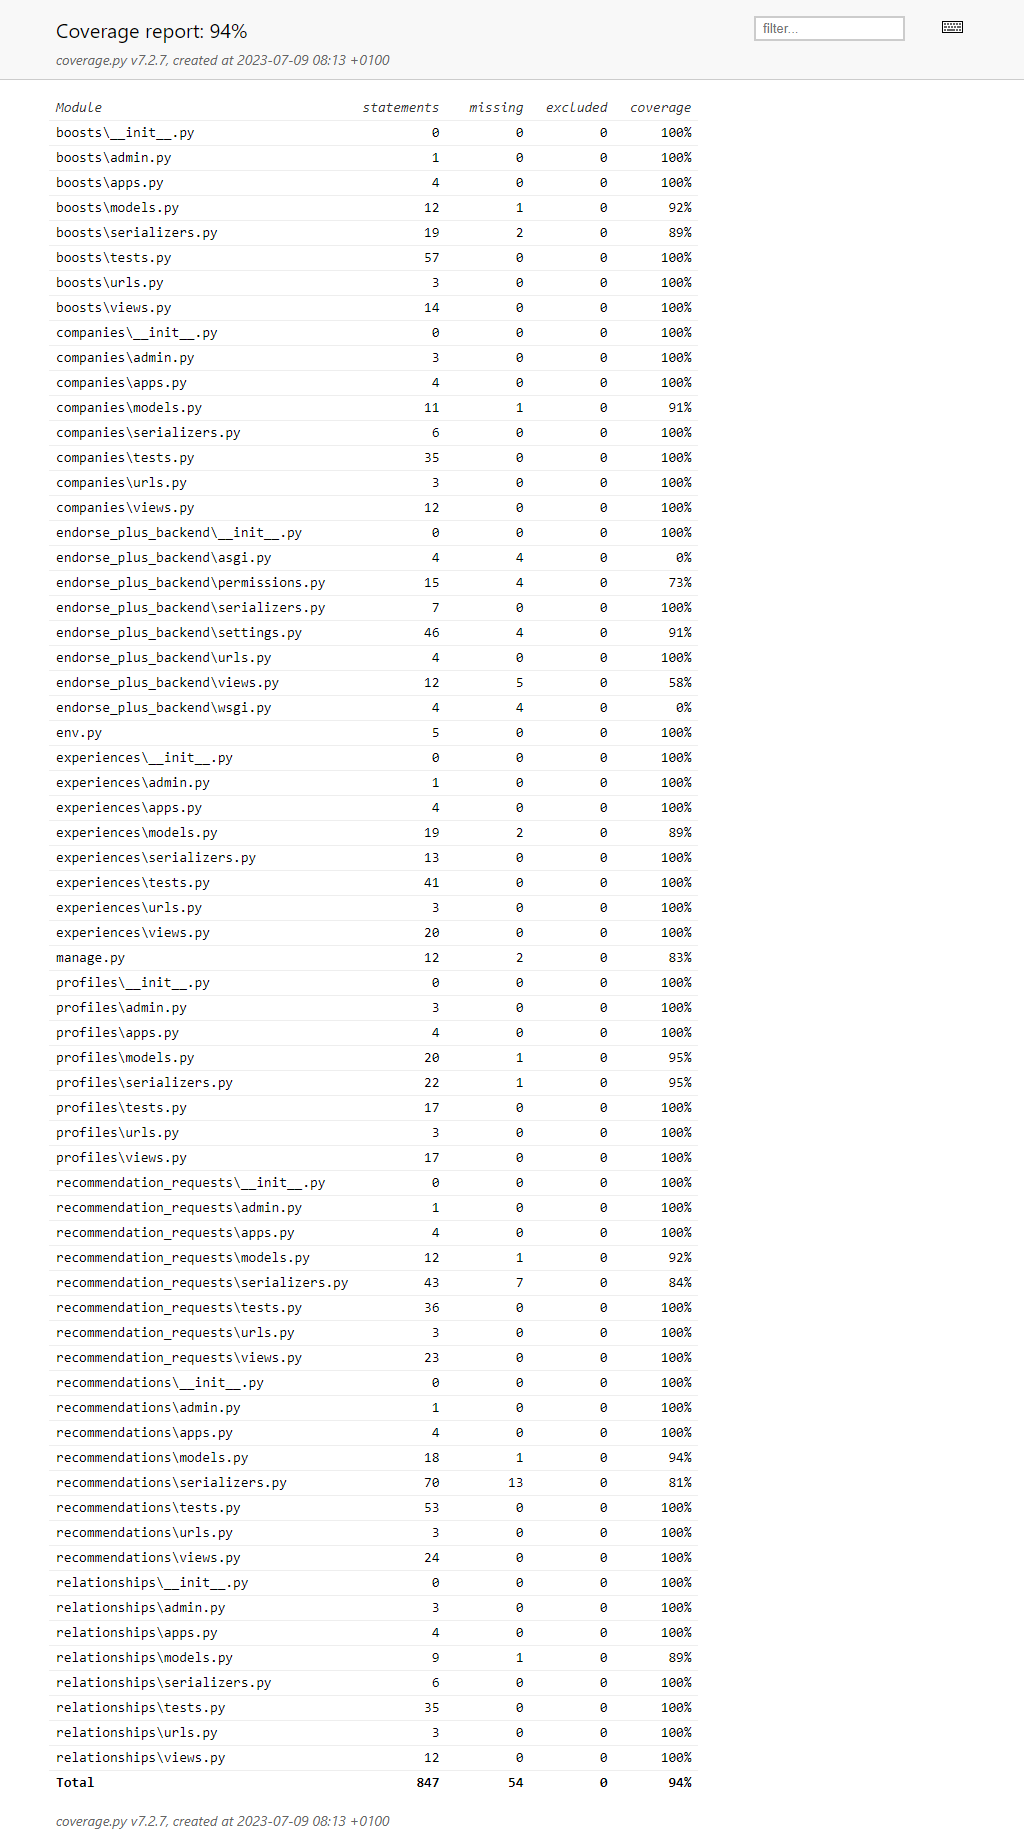 Coverage report: 94%
filter...
coverage.py v7.2.7, created at 2023-07-09 08:13 +0100
Module statements missing excluded coverage
boosts\__init__.py 0 0 0 100%
boosts\admin.py 1 0 0 100%
boosts\apps.py 4 0 0 100%
boosts\models.py 12 1 0 92%
boosts\serializers.py 19 2 0 89%
boosts\tests.py 57 0 0 100%
boosts\urls.py 3 0 0 100%
boosts\views.py 14 0 0 100%
companies\__init__.py 0 0 0 100%
companies\admin.py 3 0 0 100%
companies\apps.py 4 0 0 100%
companies\models.py 11 1 0 91%
companies\serializers.py 6 0 0 100%
companies\tests.py 35 0 0 100%
companies\urls.py 3 0 0 100%
companies\views.py 12 0 0 100%
endorse_plus_backend\__init__.py 0 0 0 100%
endorse_plus_backend\asgi.py 4 4 0 0%
endorse_plus_backend\permissions.py 15 4 0 73%
endorse_plus_backend\serializers.py 7 0 0 100%
endorse_plus_backend\settings.py 46 4 0 91%
endorse_plus_backend\urls.py 4 0 0 100%
endorse_plus_backend\views.py 12 5 0 58%
endorse_plus_backend\wsgi.py 4 4 0 0%
env.py 5 0 0 100%
experiences\__init__.py 0 0 0 100%
experiences\admin.py 1 0 0 100%
experiences\apps.py 4 0 0 100%
experiences\models.py 19 2 0 89%
experiences\serializers.py 13 0 0 100%
experiences\tests.py 41 0 0 100%
experiences\urls.py 3 0 0 100%
experiences\views.py 20 0 0 100%
manage.py 12 2 0 83%
profiles\__init__.py 0 0 0 100%
profiles\admin.py 3 0 0 100%
profiles\apps.py 4 0 0 100%
profiles\models.py 20 1 0 95%
profiles\serializers.py 22 1 0 95%
profiles\tests.py 17 0 0 100%
profiles\urls.py 3 0 0 100%
profiles\views.py 17 0 0 100%
recommendation_requests\__init__.py 0 0 0 100%
recommendation_requests\admin.py 1 0 0 100%
recommendation_requests\apps.py 4 0 0 100%
recommendation_requests\models.py 12 1 0 92%
recommendation_requests\serializers.py 43 7 0 84%
recommendation_requests\tests.py 36 0 0 100%
recommendation_requests\urls.py 3 0 0 100%
recommendation_requests\views.py 23 0 0 100%
recommendations\__init__.py 0 0 0 100%
recommendations\admin.py 1 0 0 100%
recommendations\apps.py 4 0 0 100%
recommendations\models.py 18 1 0 94%
recommendations\serializers.py 70 13 0 81%
recommendations\tests.py 53 0 0 100%
recommendations\urls.py 3 0 0 100%
recommendations\views.py 24 0 0 100%
relationships\__init__.py 0 0 0 100%
relationships\admin.py 3 0 0 100%
relationships\apps.py 4 0 0 100%
relationships\models.py 9 1 0 89%
relationships\serializers.py 6 0 0 100%
relationships\tests.py 35 0 0 100%
relationships\urls.py 3 0 0 100%
relationships\views.py 12 0 0 100%
Total 847 54 0 94%
coverage.py v7.2.7, created at 2023-07-09 08:13 +0100